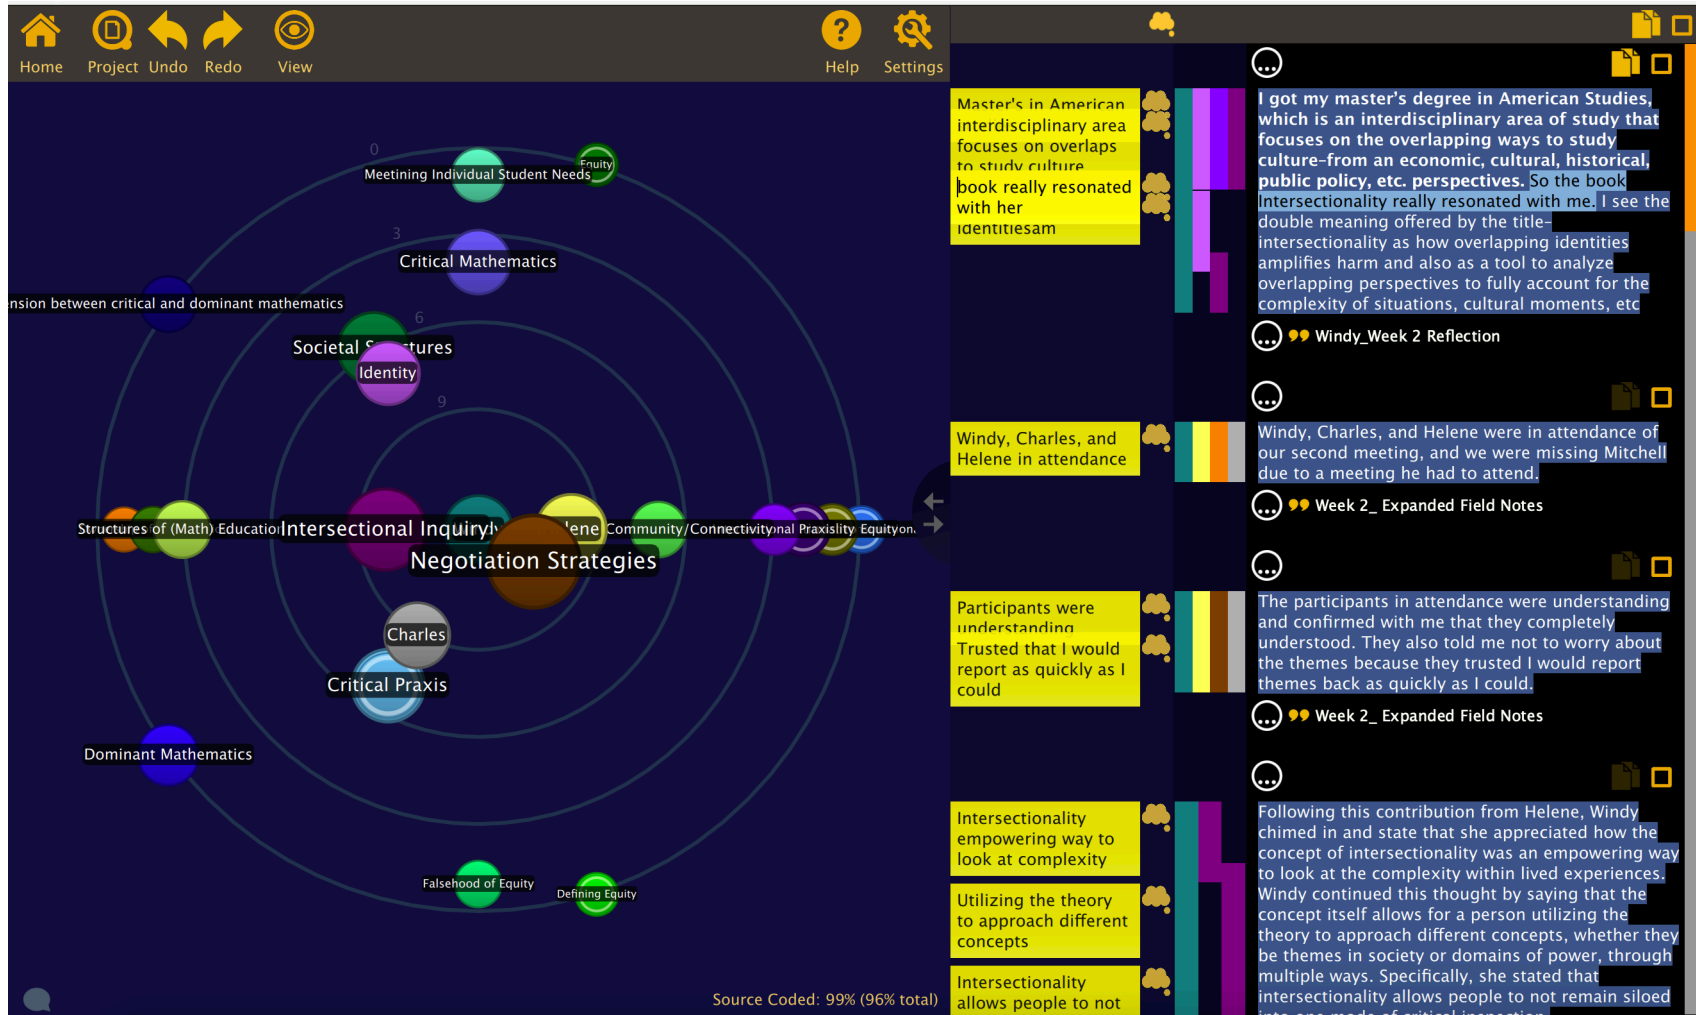 Home
Project
Undo
Redo
View
Help
Settings
0
Meetining Individual Student Needs
Equity
3
Critical Mathematics
ension between critical and dominant mathematics
6
Societal
Identity
9
Structures of (Math) Education
Intersectional Inquiry
Community/Connectivity
Praxis
Equity
Negotiation Strategies
Charles
Critical Praxis
Dominant Mathematics
Falsehood of Equity
Defining Equity
Source Coded: 99% (96% total)
Master's in American
interdisciplinary area
focuses on overlaps
to study culture
book really resonated
with her
identitiesam
I got my master's degree in American Studies,
which is an interdisciplinary area of study that
focuses on the overlapping ways to study
culture–from an economic, cultural, historical,
public policy, etc. perspectives. So the book
Intersectionality really resonated with me. I see the
double meaning offered by the title–
intersectionality as how overlapping identities
amplifies harm and also as a tool to analyze
overlapping perspectives to fully account for the
complexity of situations, cultural moments, etc
Windy_Week 2 Reflection
Windy, Charles, and
Helene in attendance
Windy, Charles, and Helene were in attendance of
our second meeting, and we were missing Mitchell
due to a meeting he had to attend.
Week 2_ Expanded Field Notes
Participants were
understanding
Trusted that I would
report as quickly as I
could
The participants in attendance were understanding
and confirmed with me that they completely
understood. They also told me not to worry about
the themes because they trusted I would report
themes back as quickly as I could.
Week 2_ Expanded Field Notes
Intersectionality
empowering way to
look at complexity
Utilizing the theory
to approach different
concepts
Intersectionality
allows people to not
Following this contribution from Helene, Windy
chimed in and state that she appreciated how the
concept of intersectionality was an empowering way
to look at the complexity within lived experiences.
Windy continued this thought by saying that the
concept itself allows for a person utilizing the
theory to approach different concepts, whether they
be themes in society or domains of power, through
multiple ways. Specifically, she stated that
intersectionality allows people to not remain siloed
into one mode of critical inspection.